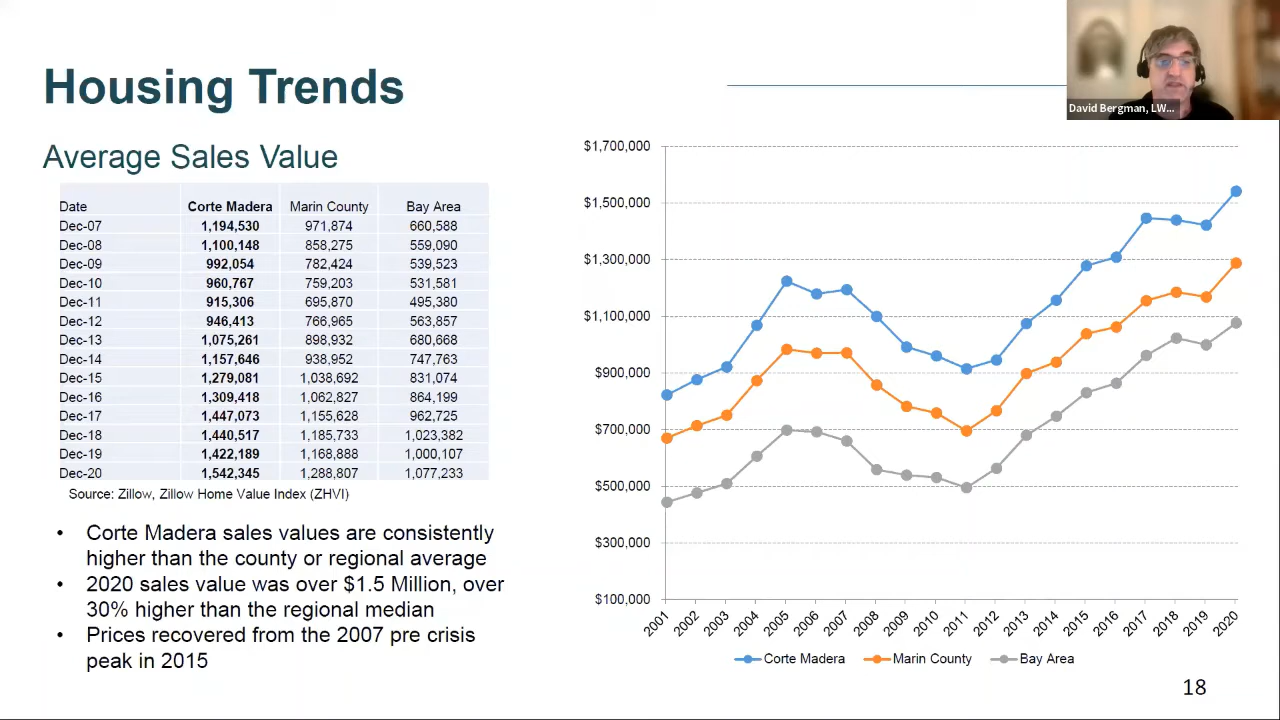 Housing Trends
David Bergman, LW...
Average Sales Value
Date Corte Madera Marin County Bay Area
Dec-07 1,194,530 971,874 660,588
Dec-08 1,100,148 858,275 559,090
Dec-09 992,054 782,424 539,523
Dec-10 960,767 759,203 531,581
Dec-11 915,306 695,870 495,380
Dec-12 946,413 766,965 563,857
Dec-13 1,075,261 898,932 680,668
Dec-14 1,157,646 938,952 747,763
Dec-15 1,279,081 1,038,692 831,074
Dec-16 1,309,418 1,062,827 864,199
Dec-17 1,447,073 1,155,628 962,725
Dec-18 1,440,517 1,185,733 1,023,382
Dec-19 1,422,189 1,168,888 1,000,107
Dec-20 1,542,345 1,288,807 1,077,233
Source: Zillow, Zillow Home Value Index (ZHVI)
• Corte Madera sales values are consistently
higher than the county or regional average
• 2020 sales value was over $1.5 Million, over
30% higher than the regional median
• Prices recovered from the 2007 pre crisis
peak in 2015
$1,700,000
$1,500,000
$1,300,000
$1,100,000
$900,000
$700,000
$500,000
$300,000
$100,000
2001 2002 2003 2004 2005 2006 2007 2008 2009 2010 2011 2012 2013 2014 2015 2016 2017 2018 2019 2020
Corte Madera Marin County Bay Area
18